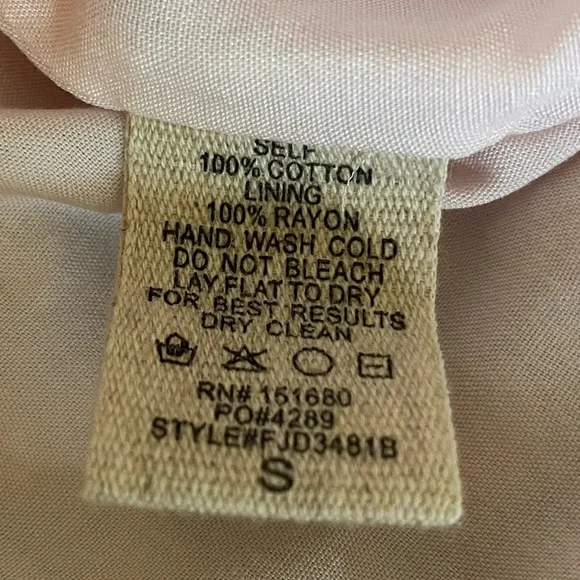 SELF
100% COTTON
LINING
100% RAYON
HAND WASH COLD
DO NOT BLEACH
LAY FLAT TO DRY
FOR BEST RESULTS
DRY CLEAN
RN# 151680
PO#4289
STYLE#FJD3481B
S